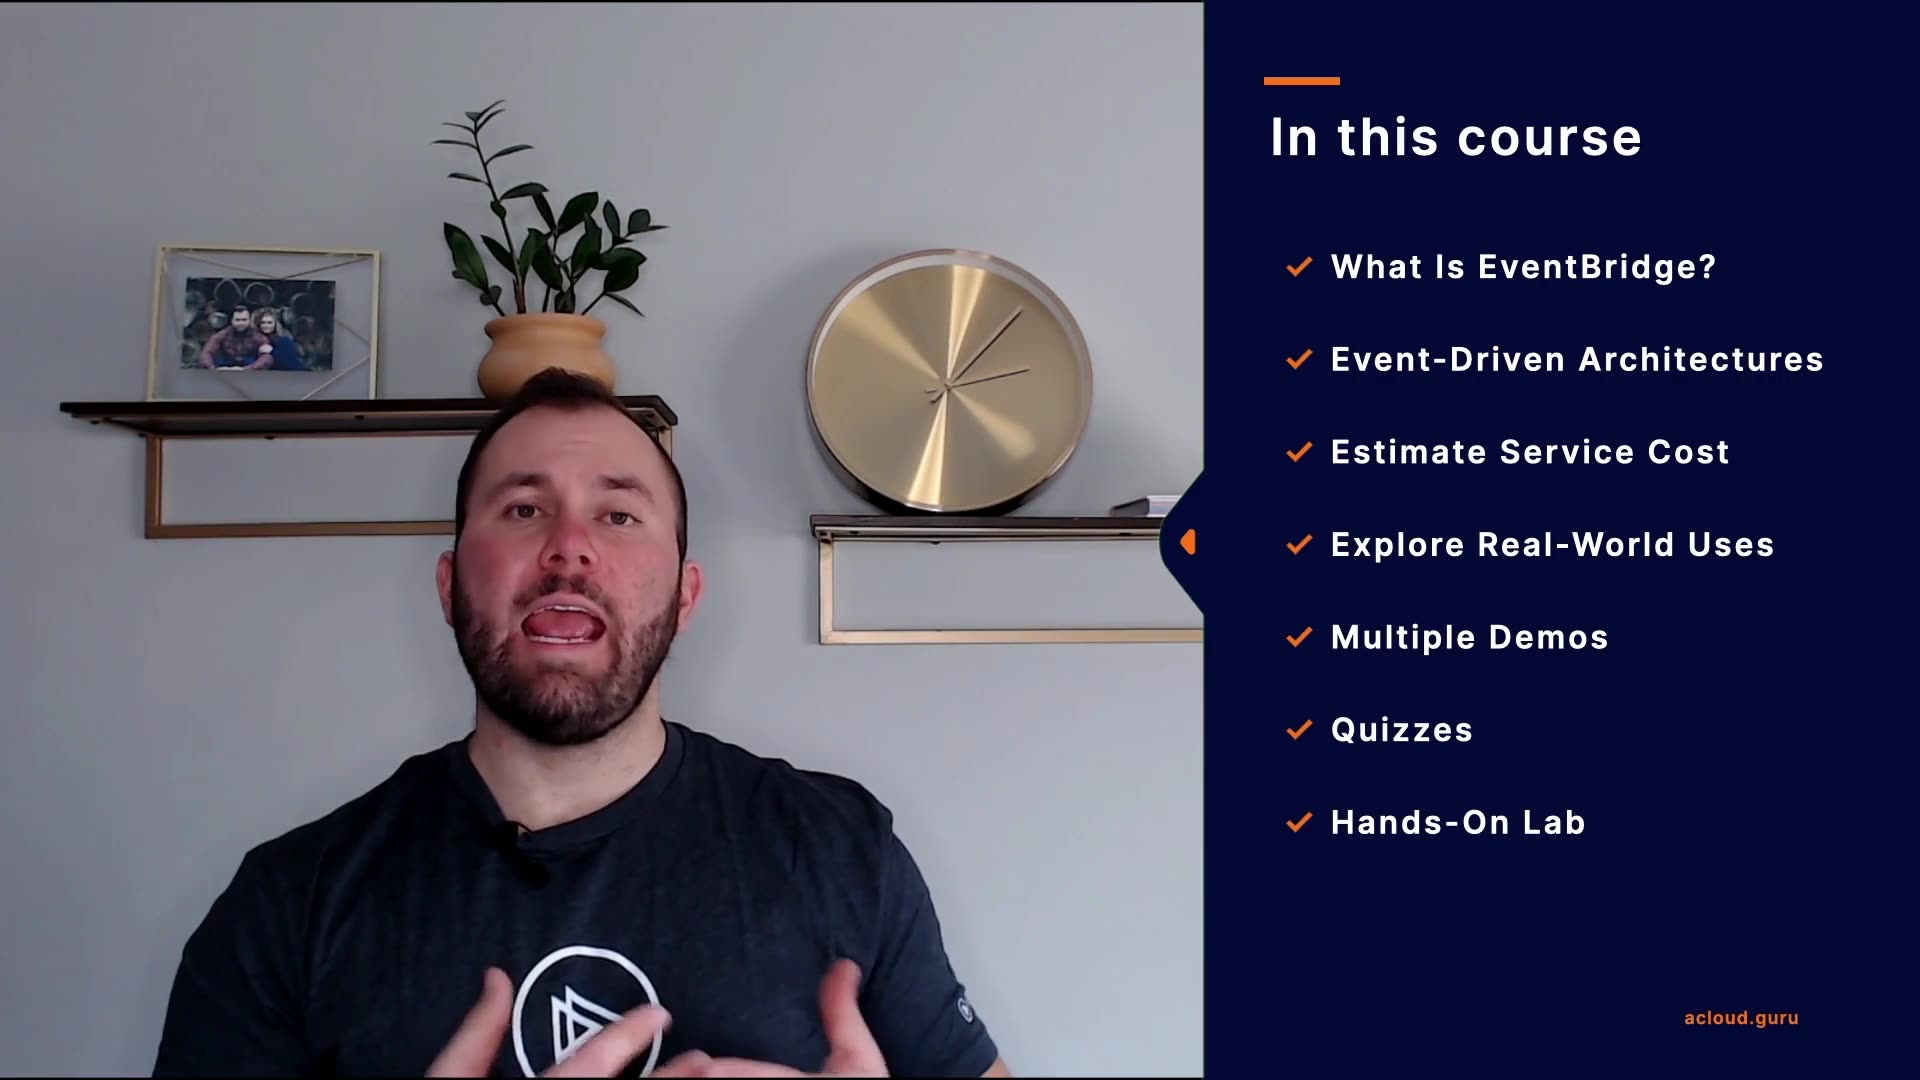 In this course
What Is EventBridge?
Event-Driven Architectures
Estimate Service Cost
Explore Real-World Uses
Multiple Demos
Quizzes
Hands-On Lab
acloud.guru